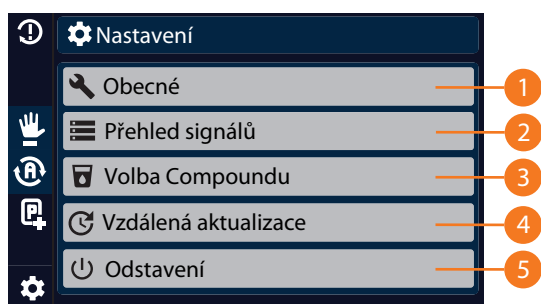 Nastavení
Obecné 1
Přehled signálů 2
Volba Compoundu 3
Vzdálená aktualizace 4
Odstavení 5
A
P